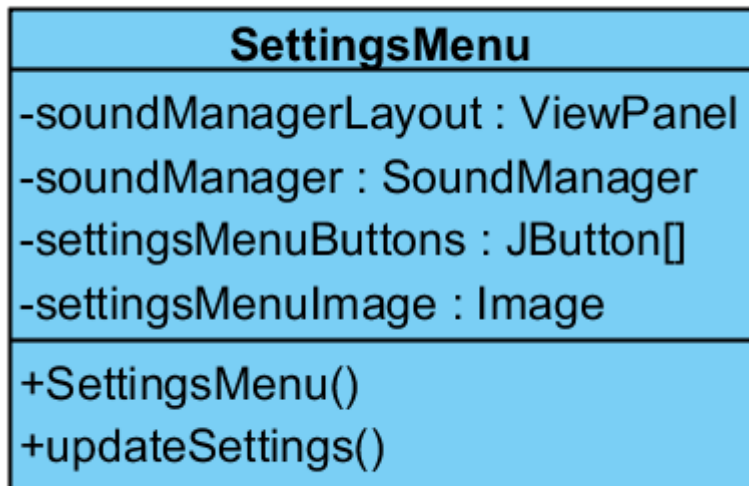 SettingsMenu
-soundManagerLayout : ViewPanel
-soundManager : SoundManager
-settingsMenuButtons : JButton[]
-settingsMenuImage : Image
+SettingsMenu()
+updateSettings()